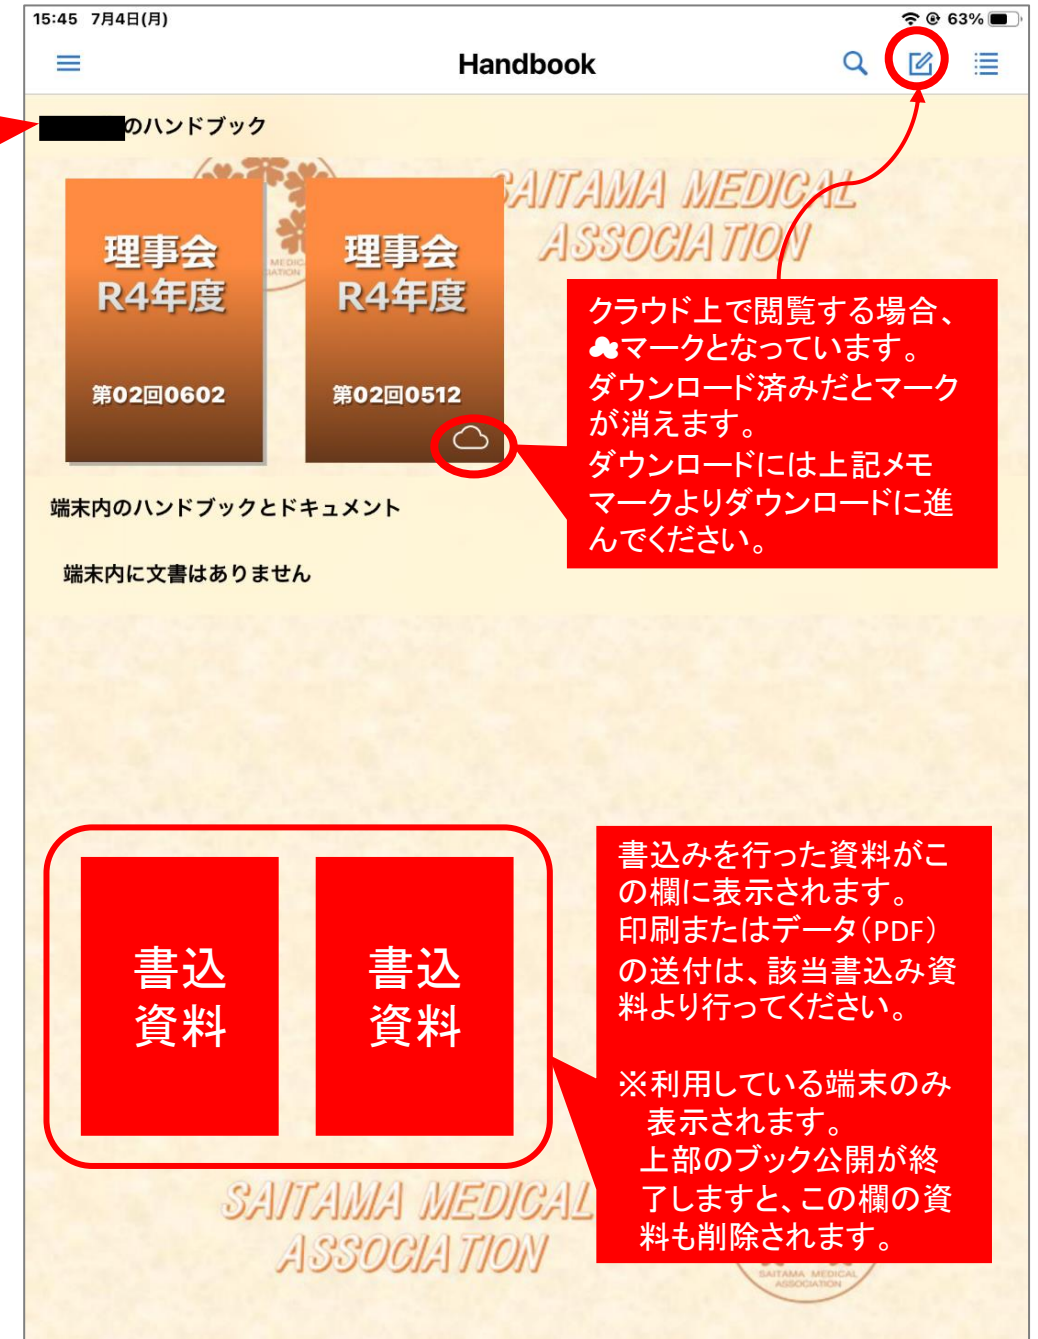 15:45 7月4日(月)
63%
Handbook
のハンドブック
SAITAMA MEDICAL
ASSOCIATION
理事会
R4年度
第02回0602
理事会
R4年度
第02回0512
クラウド上で閲覧する場合、
マークとなっています。
ダウンロード済みだとマーク
が消えます。
ダウンロードには上記メモ
マークよりダウンロードに進
んでください。
端末内のハンドブックとドキュメント
端末内に文書はありません
書込
資料
書込
資料
書込みを行った資料がこ
の欄に表示されます。
印刷またはデータ(PDF)
の送付は、該当書込み資
料より行ってください。
※利用している端末のみ
表示されます。
上部のブック公開が終
了しますと、この欄の資
料も削除されます。
SAITAMA MEDICAL
ASSOCIATION
SAITAMA MEDICAL
ASSOCIATION